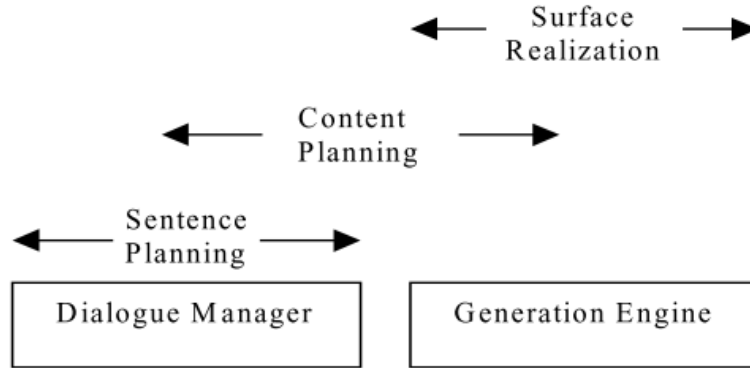 Surface
Realization
Content
Planning
Sentence
Planning
Dialogue Manager
Generation Engine